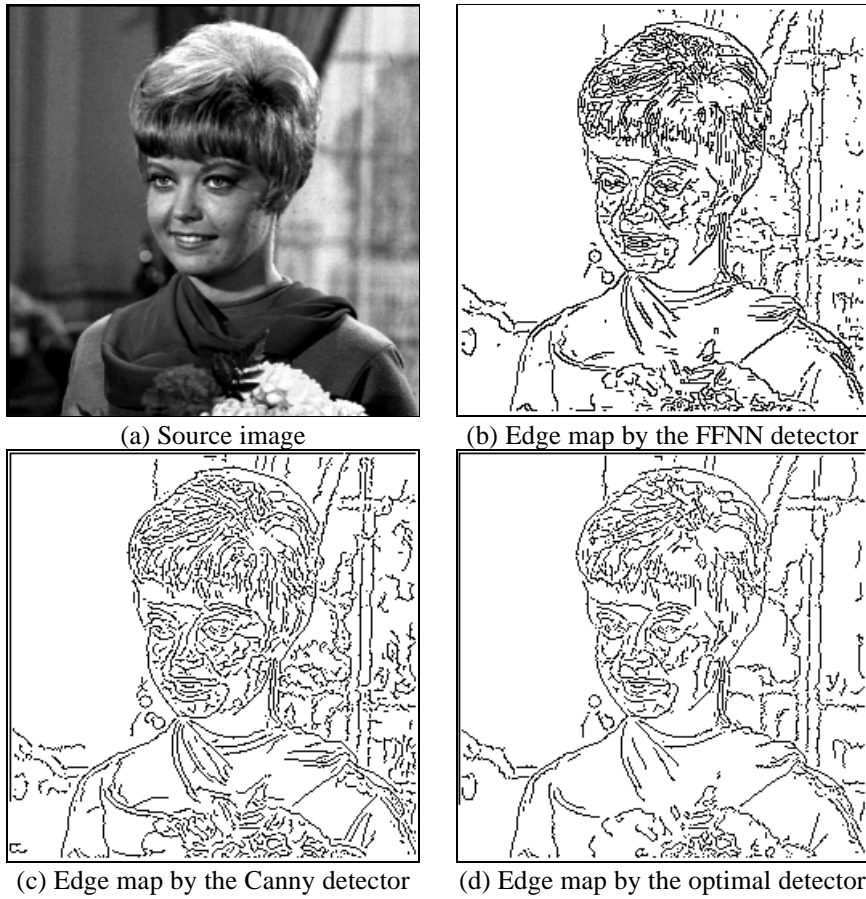 (a) Source image
(b) Edge map by the FFNN detector
(c) Edge map by the Canny detector
(d) Edge map by the optimal detector